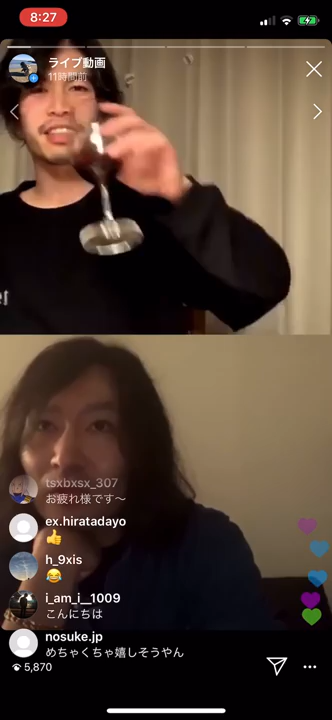 8:27
ライブ動画
11時間前
er
tsxbxsx_307
お疲れ様です〜
ex.hiratadayo
👍
h_9xis
😂
i_am_i__1009
こんにちは
nosuke.jp
めちゃくちゃ嬉しそうやん
5,870